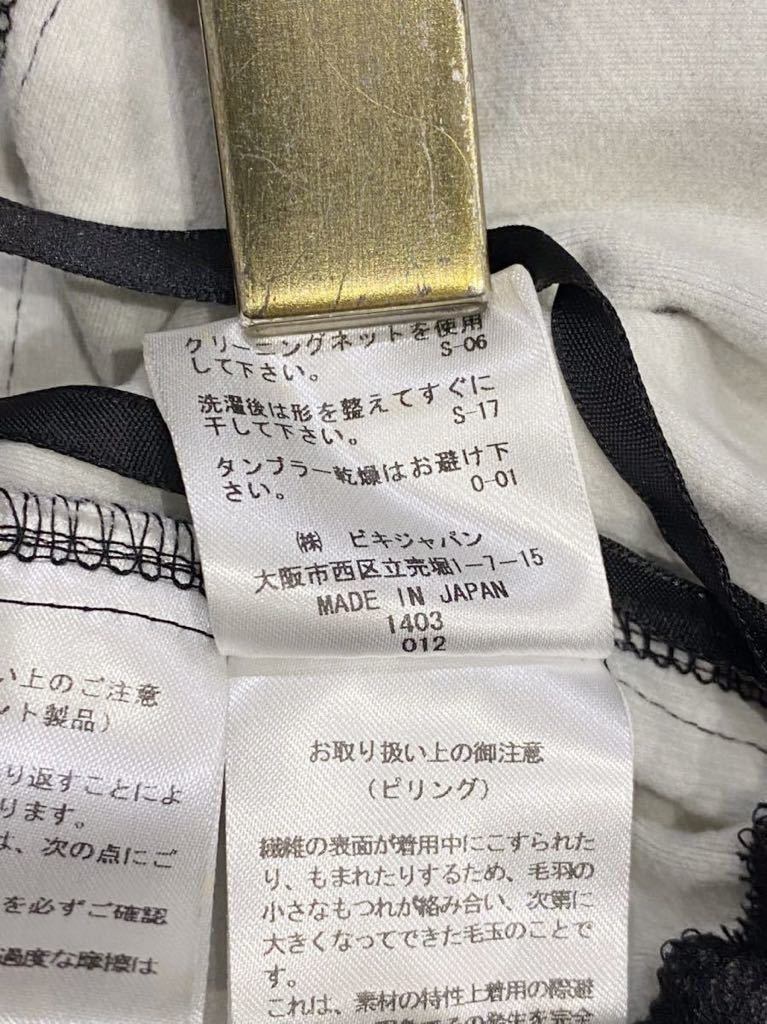 クリーニングネットを使用
して下さい。 S-06
洗濯後は形を整えてすぐに
干して下さい。 S-17
タンブラー乾燥はお避け下
さい。 0-01
㈱ ビキジャパン
大阪市西区立売堀1-7-15
MADE IN JAPAN
1403
012
い上のご注意
ント製品)
り返すことによ
ります。
は、次の点にご
を必ずご確認
過度な摩擦は
お取り扱い上の御注意
(ピリング)
繊維の表面が着用中にこすられた
り、もまれたりするため、毛羽の
小さなもつれが絡み合い、次第に
大きくなってできた毛玉のことで
す。
これは、素材の特性上着用の際避
の発生を完全